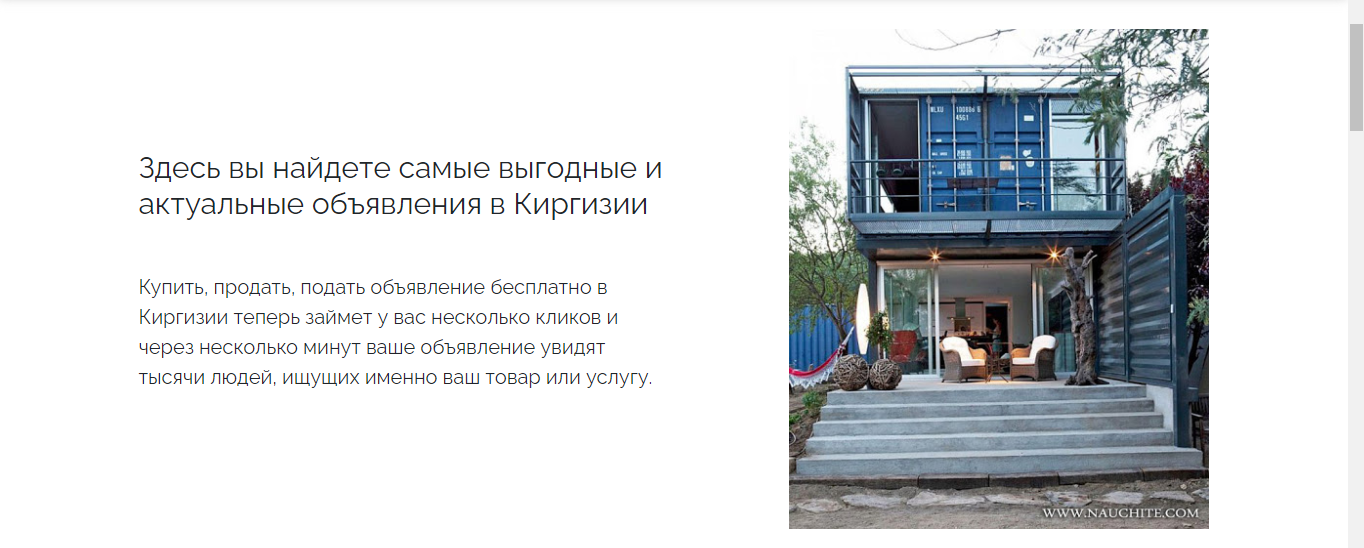 Здесь вы найдете самые выгодные и
актуальные объявления в Киргизии
Купить, продать, подать объявление бесплатно в
Киргизии теперь займет у вас несколько кликов и
через несколько минут ваше объявление увидят
тысячи людей, ищущих именно ваш товар или услугу.
45G1
WWW.NAUCHITE.COM